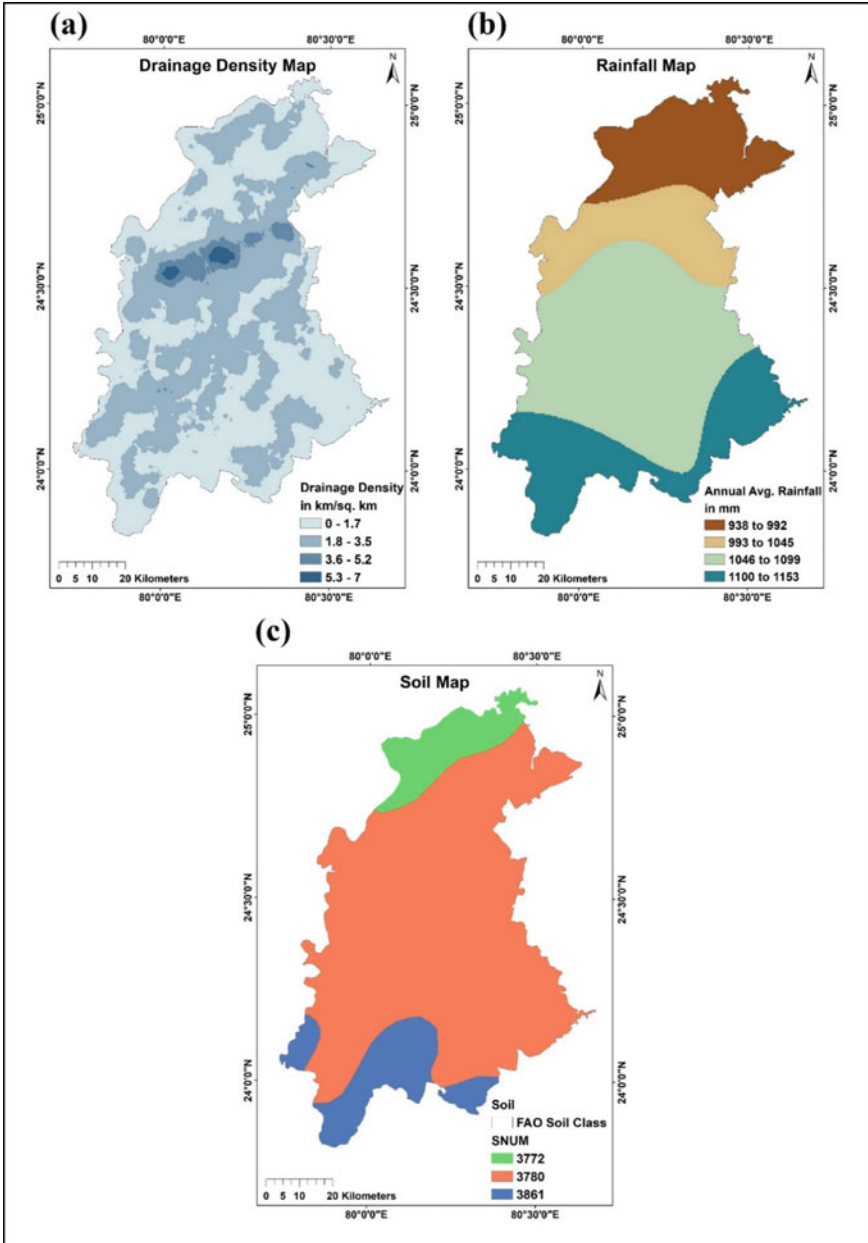 (a)
80°0'0"E 80°30'0"E
Drainage Density Map
N
25°0'0"N 25°0'0"N
24°30'0"N 24°30'0"N
24°0'0"N 24°0'0"N
Drainage Density
in km/sq. km
0 - 1.7
1.8 - 3.5
3.6 - 5.2
5.3 - 7
0 5 10 20 Kilometers
80°0'0"E 80°30'0"E
(b)
80°0'0"E 80°30'0"E
Rainfall Map
N
25°0'0"N 25°0'0"N
24°30'0"N 24°30'0"N
24°0'0"N 24°0'0"N
Annual Avg. Rainfall
in mm
938 to 992
993 to 1045
1046 to 1099
1100 to 1153
0 5 10 20 Kilometers
80°0'0"E 80°30'0"E
(c)
80°0'0"E 80°30'0"E
Soil Map
N
25°0'0"N 25°0'0"N
24°30'0"N 24°30'0"N
24°0'0"N 24°0'0"N
Soil
FAO Soil Class
SNUM
3772
3780
3861
0 5 10 20 Kilometers
80°0'0"E 80°30'0"E